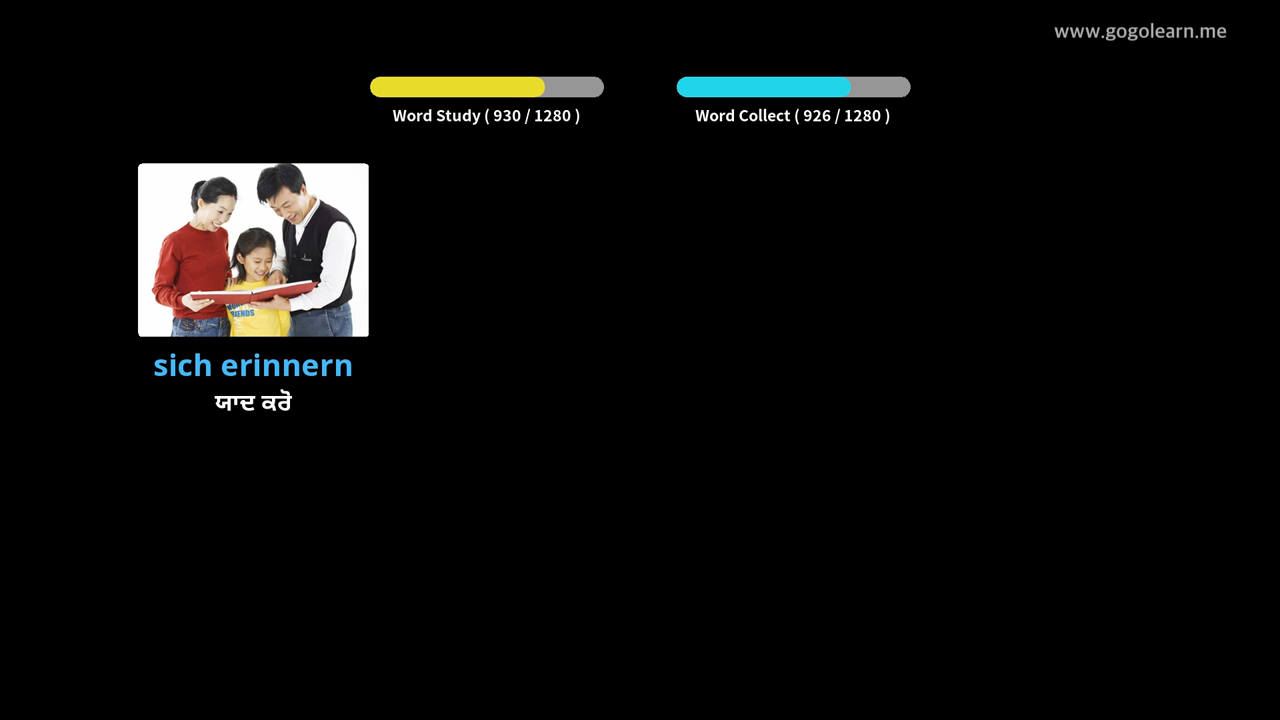 www.gogolearn.me
Word Study ( 930 / 1280 )
Word Collect ( 926 / 1280 )
sich erinnern
ਯਾਦ ਕਰੋ